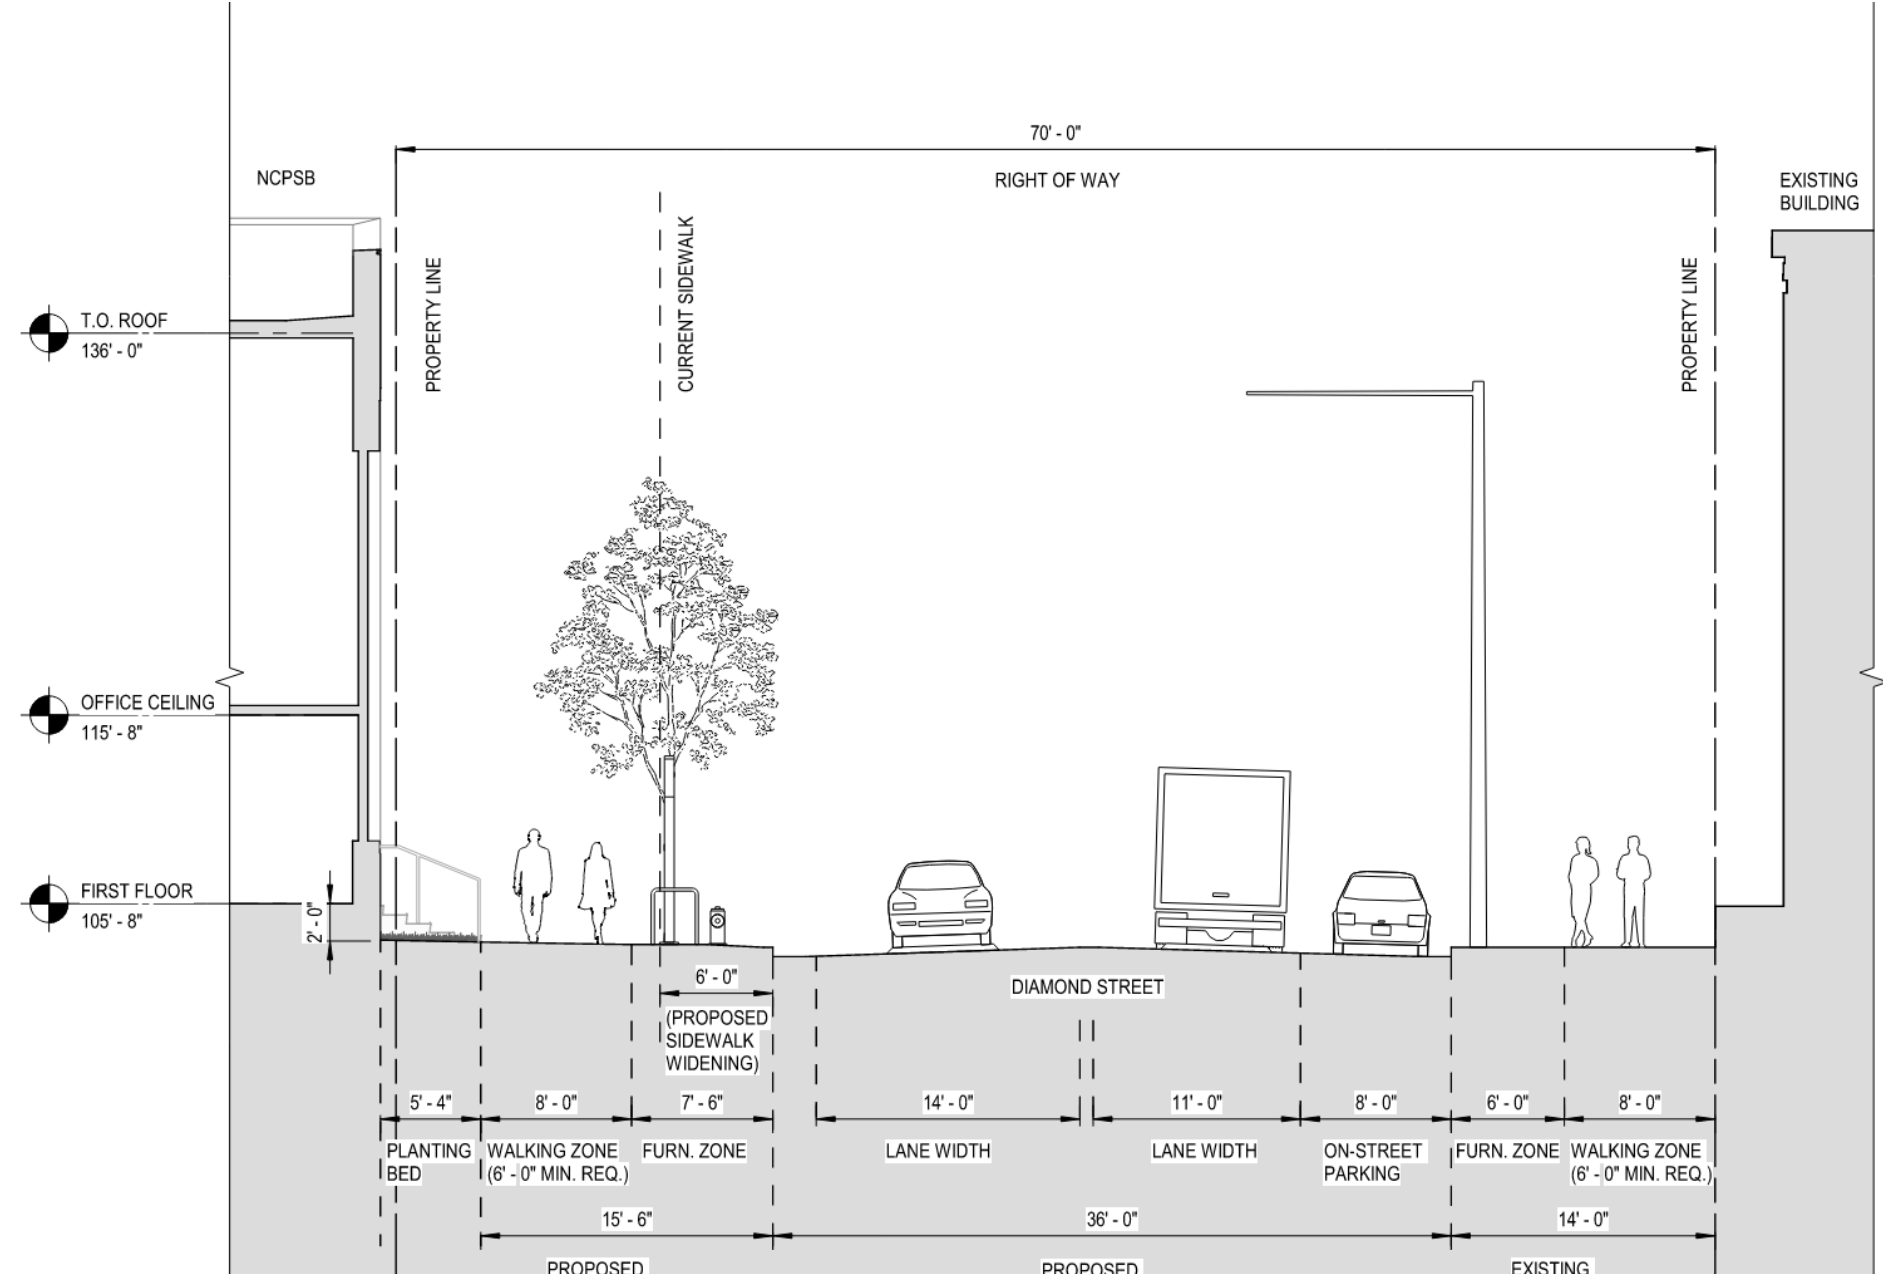 70' - 0"
NCPSB
RIGHT OF WAY
EXISTING
BUILDING
CURRENT SIDEWALK
PROPERTY LINE
PROPERTY LINE
T.O. ROOF
136' - 0"
OFFICE CEILING
115' - 8"
FIRST FLOOR
105' - 8"
2' - 0"
6' - 0"
(PROPOSED
SIDEWALK
WIDENING)
DIAMOND STREET
5' - 4"
8' - 0"
7' - 6"
14' - 0"
11' - 0"
8' - 0"
6' - 0"
8' - 0"
PLANTING
BED
WALKING ZONE
(6' - 0" MIN. REQ.)
FURN. ZONE
LANE WIDTH
LANE WIDTH
ON-STREET
PARKING
FURN. ZONE
WALKING ZONE
(6' - 0" MIN. REQ.)
15' - 6"
36' - 0"
14' - 0"
PROPOSED
PROPOSED
EXISTING